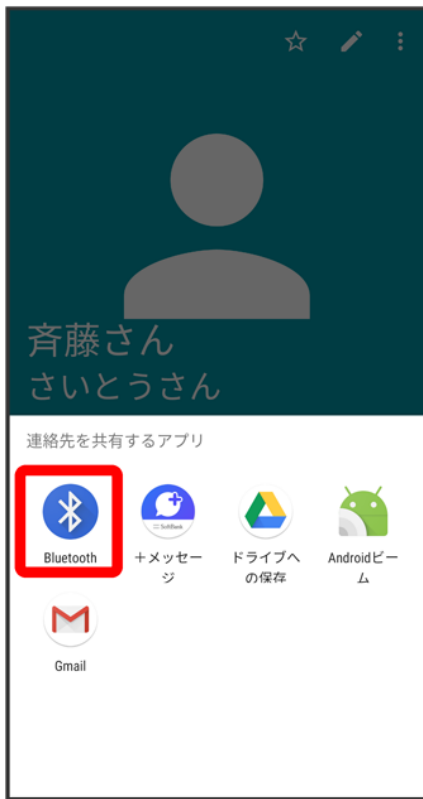 斉藤さん
さいとうさん
連絡先を共有するアプリ
Bluetooth
SoftBank
+メッセー
ジ
ドライブへ
の保存
Androidビー
ム
Gmail